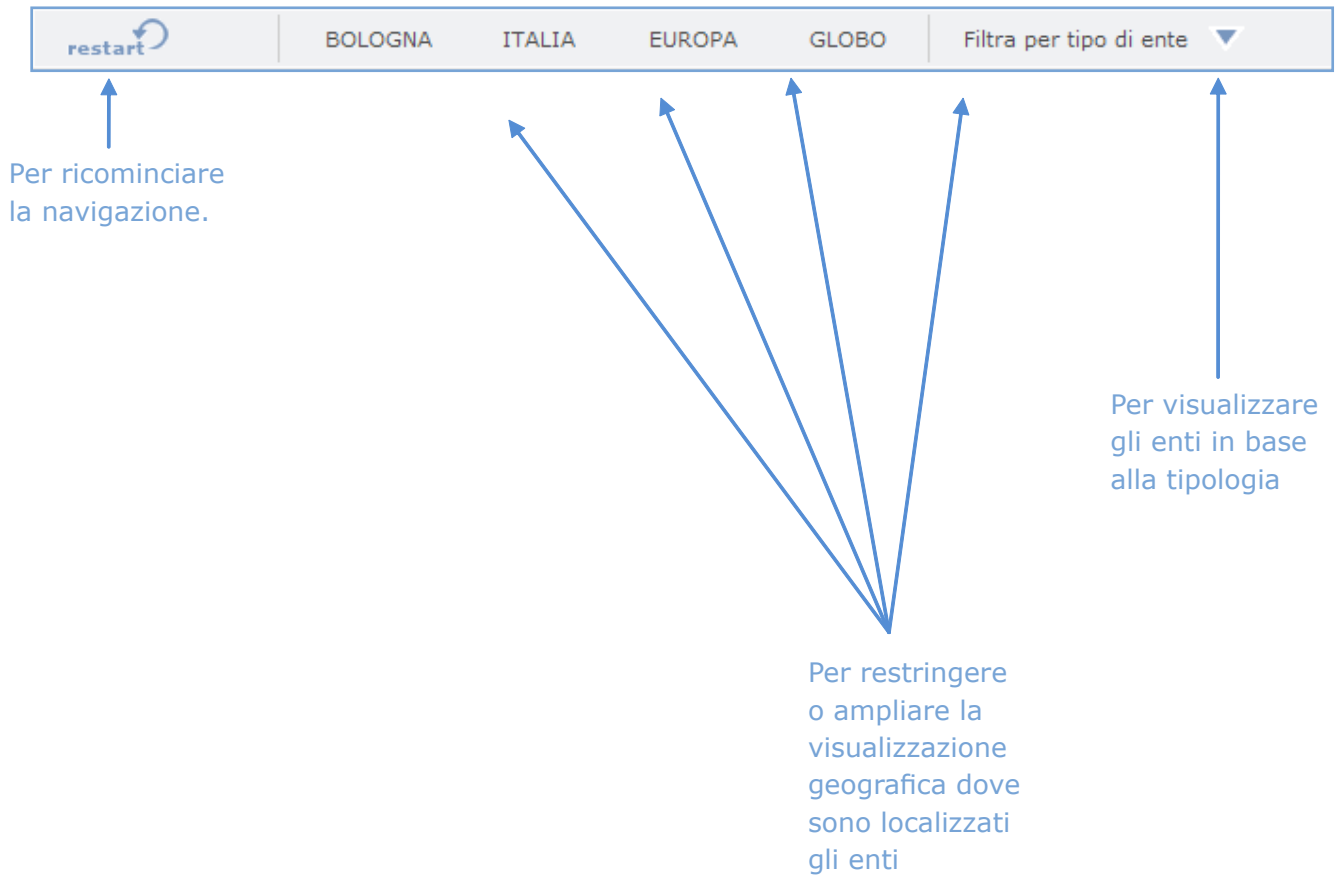 restart BOLOGNA ITALIA EUROPA GLOBO Filtra per tipo di ente
Per ricominciare
la navigazione.
Per visualizzare
gli enti in base
alla tipologia
Per restringere
o ampliare la
visualizzazione
geografica dove
sono localizzati
gli enti